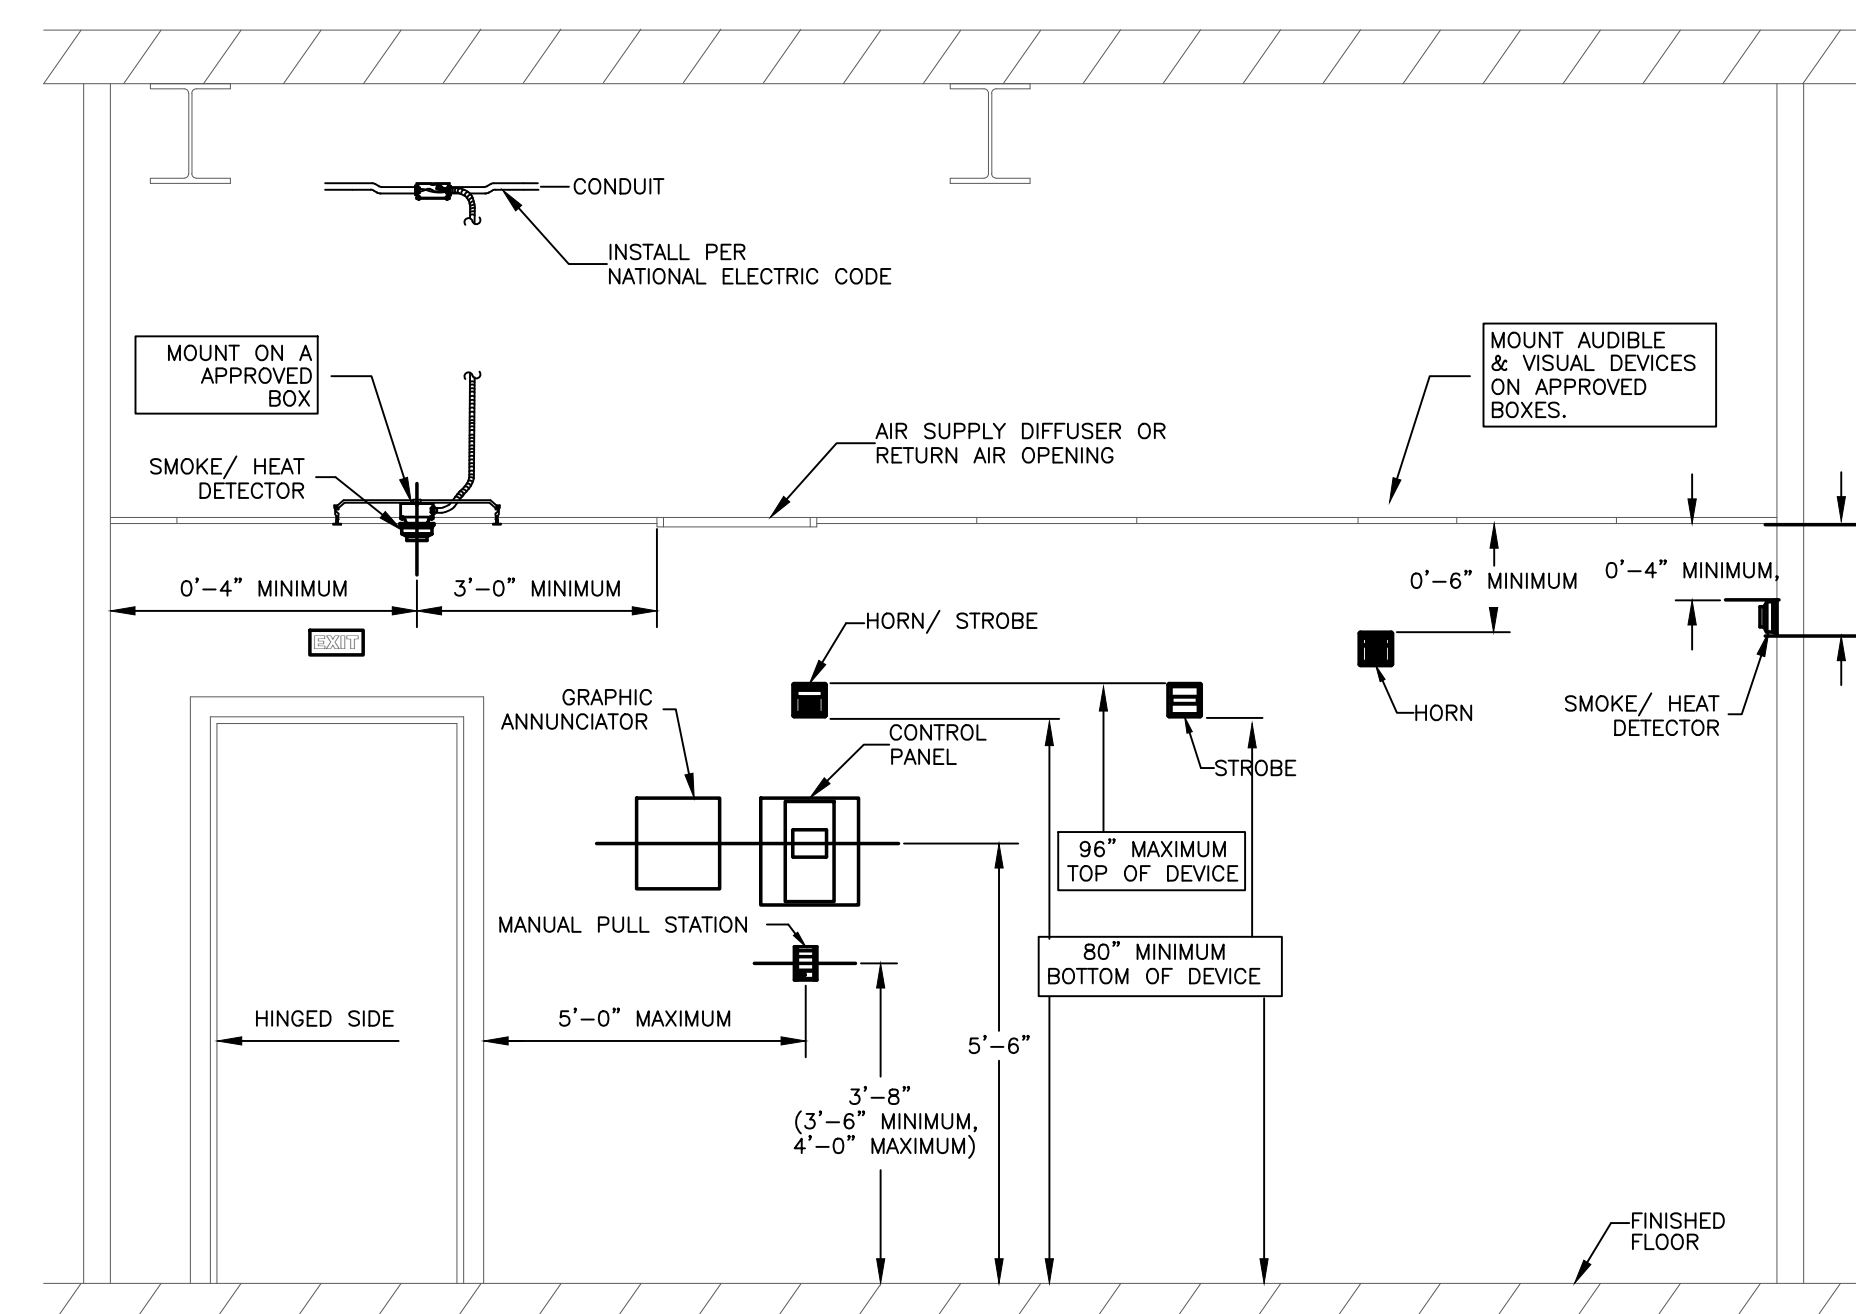 CONDUIT
INSTALL PER
NATIONAL ELECTRIC CODE
MOUNT ON A
APPROVED
BOX
MOUNT AUDIBLE
& VISUAL DEVICES
ON APPROVED
BOXES.
AIR SUPPLY DIFFUSER OR
RETURN AIR OPENING
SMOKE/ HEAT
DETECTOR
0'-4" MINIMUM
3'-0" MINIMUM
0'-6" MINIMUM
0'-4" MINIMUM,
EXIT
HORN/ STROBE
GRAPHIC
ANNUNCIATOR
CONTROL
PANEL
STROBE
HORN
SMOKE/ HEAT
DETECTOR
96" MAXIMUM
TOP OF DEVICE
MANUAL PULL STATION
80" MINIMUM
BOTTOM OF DEVICE
HINGED SIDE
5'-0" MAXIMUM
5'-6"
3'-8"
(3'-6" MINIMUM,
4'-0" MAXIMUM)
FINISHED
FLOOR